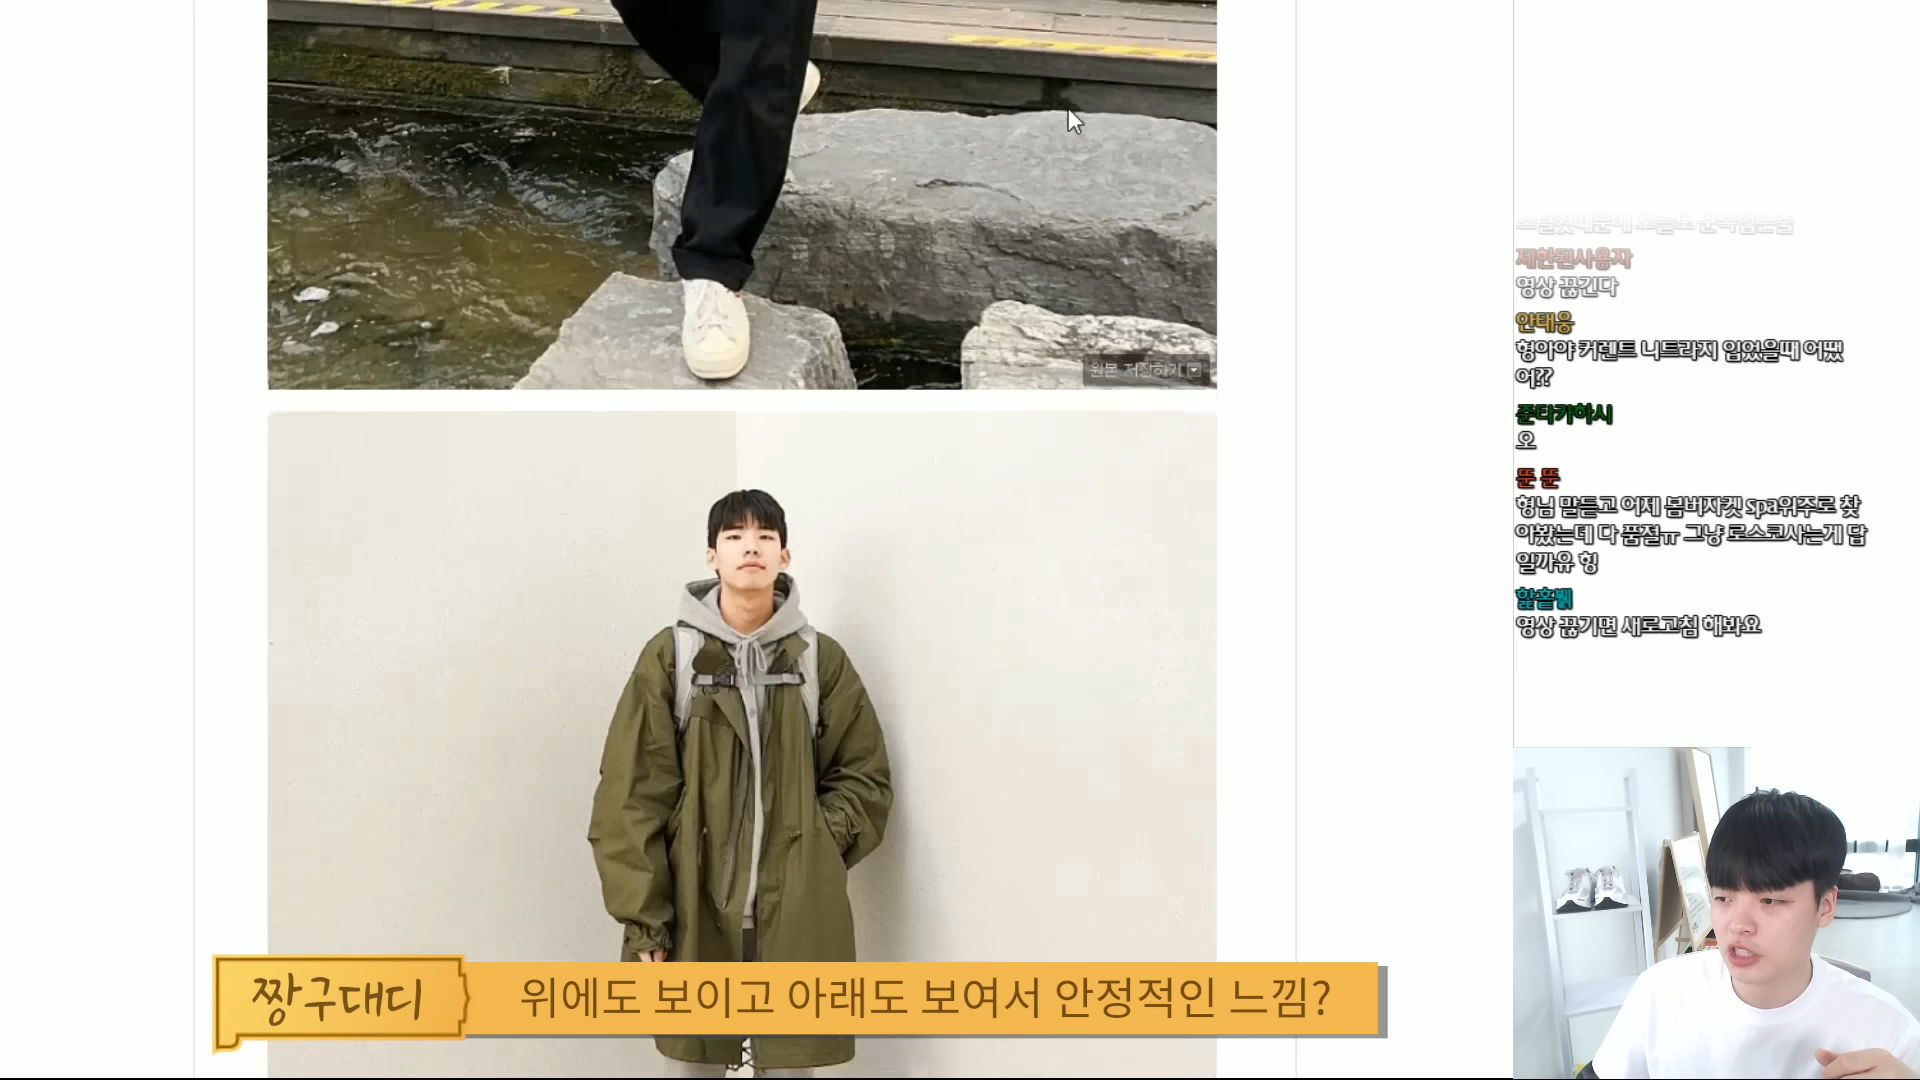 원본 저장하기
제한된사용자
영상 끊긴다
안태웅
형아야 커렌트 니트라지 입었을때 어땠
어??
준타카하시
오
뚠 뚠
형님 말듣고 어제 봄버자켓 spa위주로 찾
아봤는데 다 품절ㅠ 그냥 로스코사는게 답
일까유 힝
영상 끊기면 새로고침 해봐요
짱구대디
위에도 보이고 아래도 보여서 안정적인 느낌?